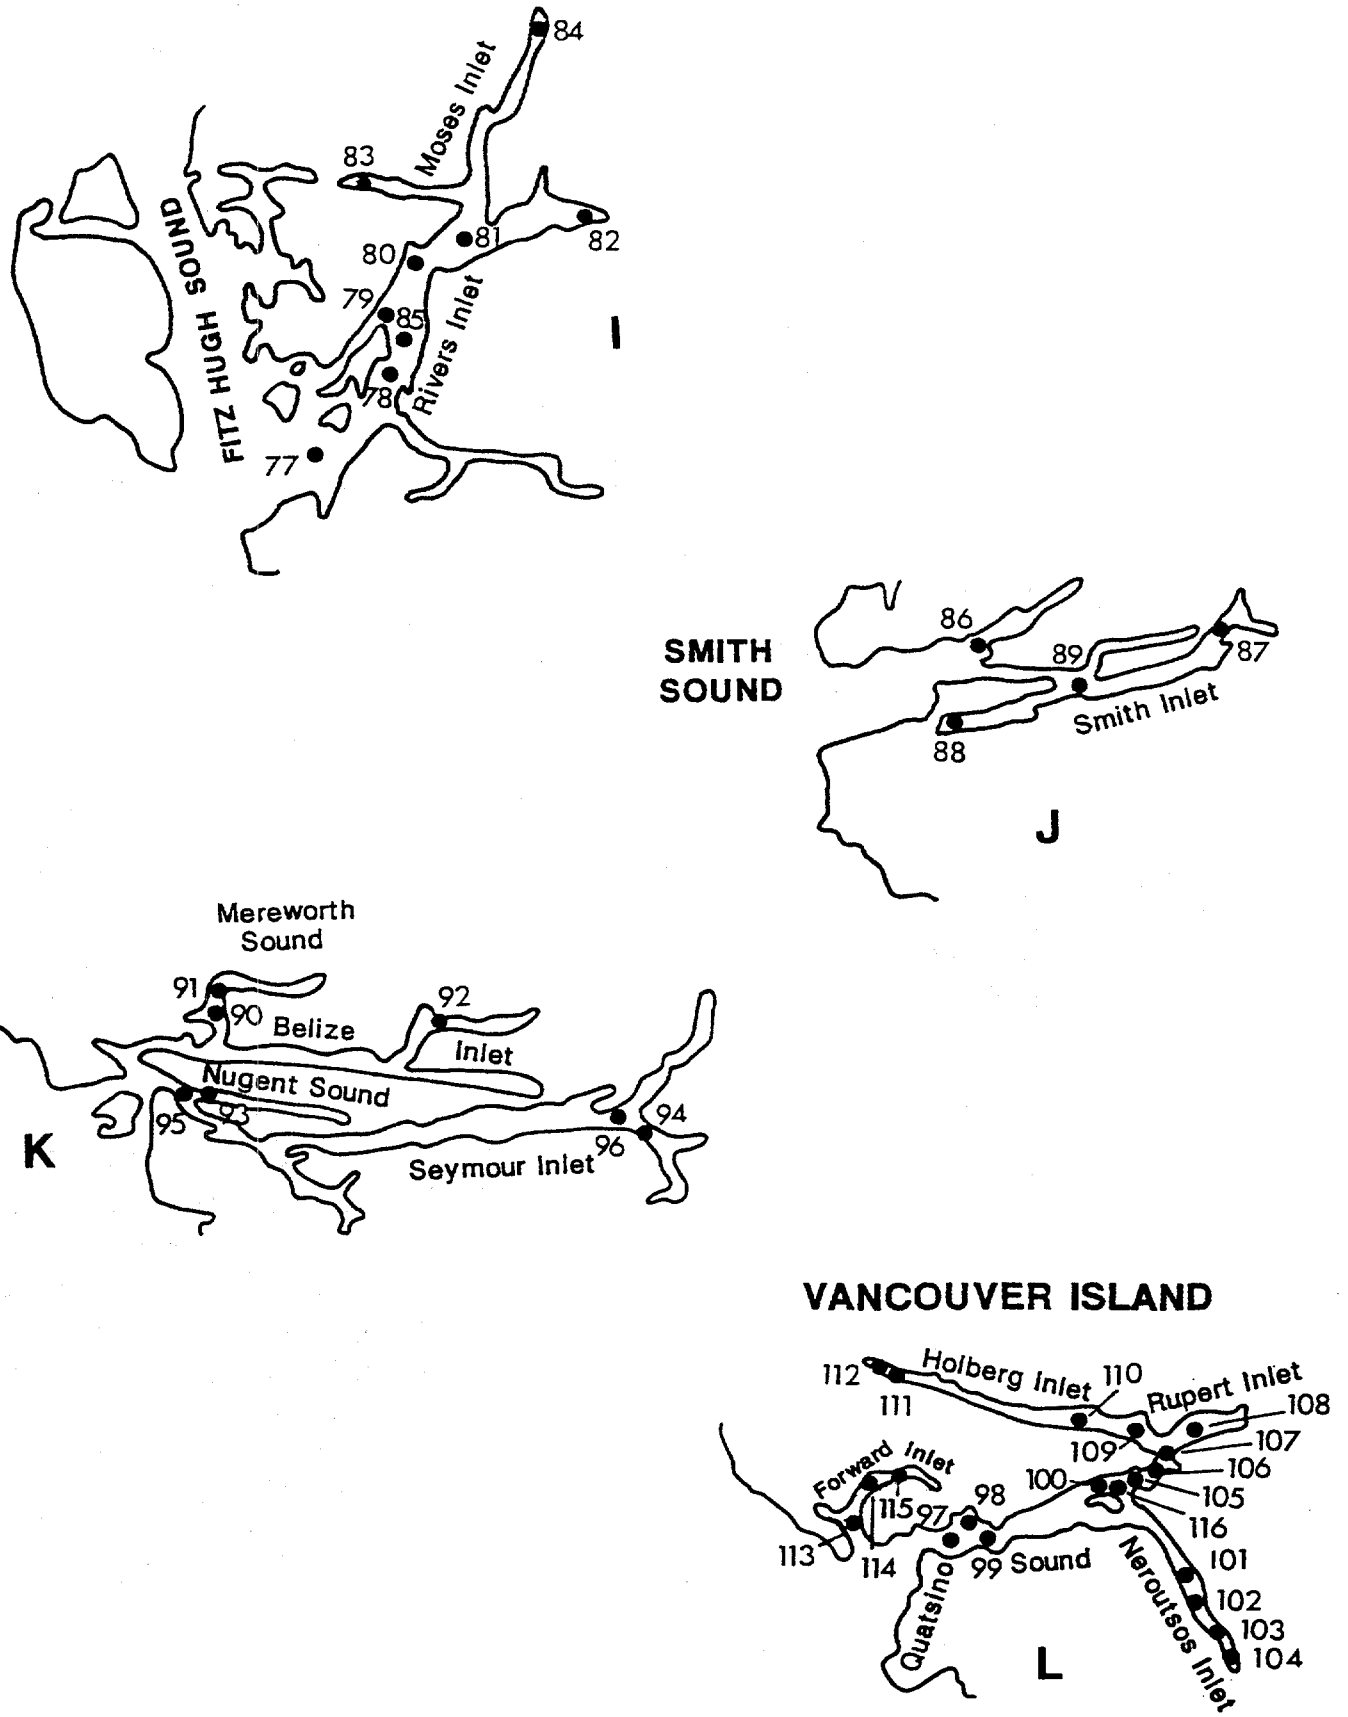 84
Moses Inlet
83
82
81
80
79
85
Rivers Inlet
78
77
FITZ HUGH SOUND
I
SMITH
SOUND
86
89
87
Smith Inlet
88
J
Mereworth
Sound
91
90
92
Belize
Inlet
Nugent Sound
95
93
94
96
Seymour Inlet
K
VANCOUVER ISLAND
112
111
Holberg Inlet
110
Rupert Inlet
108
109
107
106
100
105
116
Forward Inlet
115
97
98
113
114
99
Sound
Quatsino
Neroutsos Inlet
101
102
103
104
L